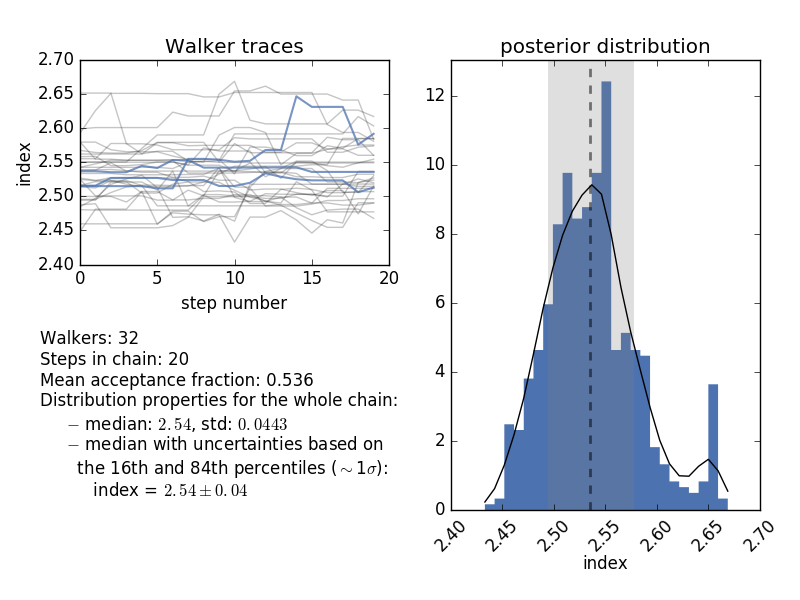 Walker traces
2.70
2.65
2.60
2.55
2.50
2.45
2.40
index
0 5 10 15 20
step number
Walkers: 32
Steps in chain: 20
Mean acceptance fraction: 0.536
Distribution properties for the whole chain:
− median: 2.54, std: 0.0443
− median with uncertainties based on
the 16th and 84th percentiles (∼1σ):
index = 2.54±0.04
posterior distribution
12
10
8
6
4
2
0
2.40 2.45 2.50 2.55 2.60 2.65 2.70
index